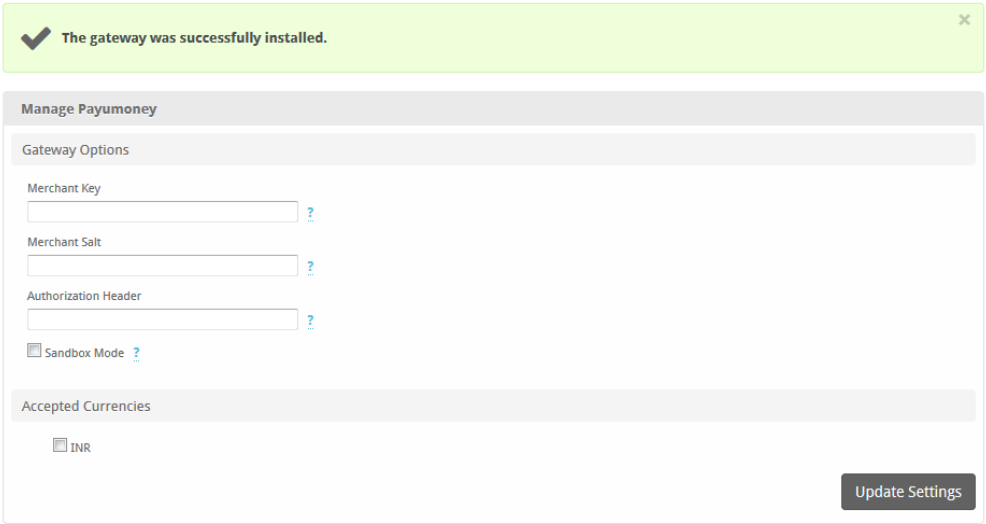 The gateway was successfully installed.
×
Manage Payumoney
Gateway Options
Merchant Key
?
Merchant Salt
?
Authorization Header
?
Sandbox Mode ?
Accepted Currencies
INR
Update Settings